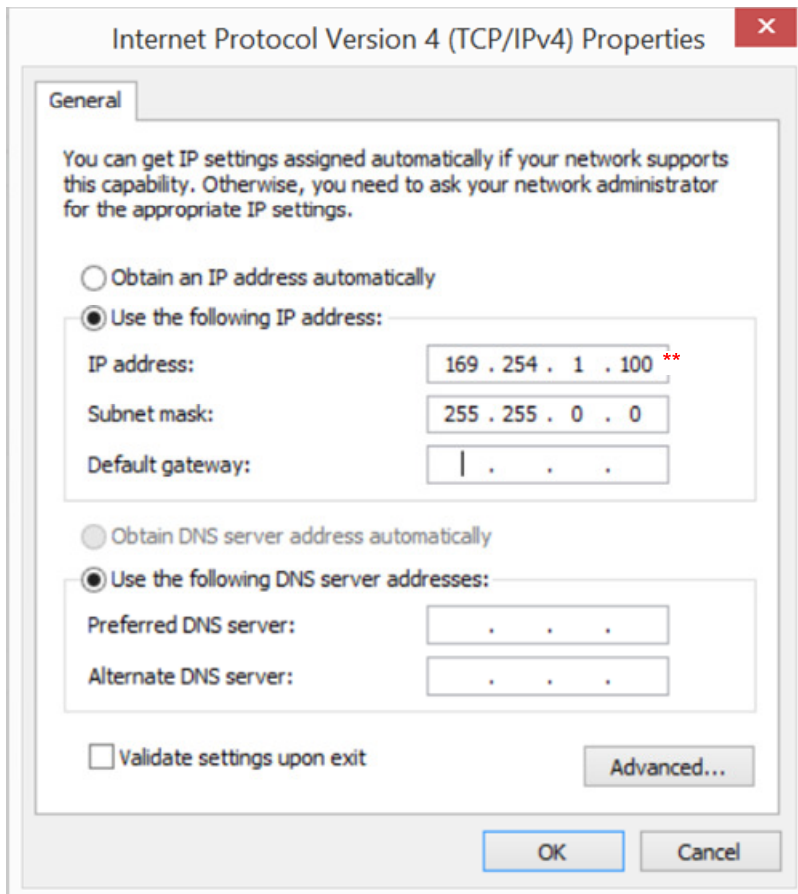 Internet Protocol Version 4 (TCP/IPv4) Properties
General
You can get IP settings assigned automatically if your network supports
this capability. Otherwise, you need to ask your network administrator
for the appropriate IP settings.
Obtain an IP address automatically
Use the following IP address:
IP address: 169 . 254 . 1 . 100 **
Subnet mask: 255 . 255 . 0 . 0
Default gateway: . . .
Obtain DNS server address automatically
Use the following DNS server addresses:
Preferred DNS server: . . .
Alternate DNS server: . . .
Validate settings upon exit
Advanced...
OK Cancel